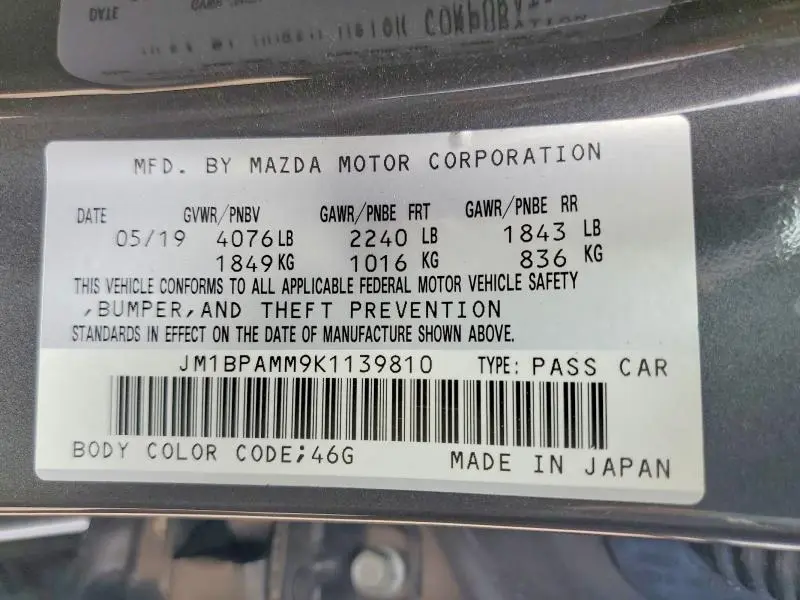 DATE
CORPORATION
MFD. BY MAZDA MOTOR CORPORATION
DATE GVWR/PNBV GAWR/PNBE FRT GAWR/PNBE RR
05/19 4076 LB 2240 LB 1843 LB
1849 KG 1016 KG 836 KG
THIS VEHICLE CONFORMS TO ALL APPLICABLE FEDERAL MOTOR VEHICLE SAFETY
,BUMPER,AND THEFT PREVENTION
STANDARDS IN EFFECT ON THE DATE OF MANUFACTURE SHOWN ABOVE.
JM1BPAMM9K1139810 TYPE: PASS CAR
BODY COLOR CODE;46G MADE IN JAPAN